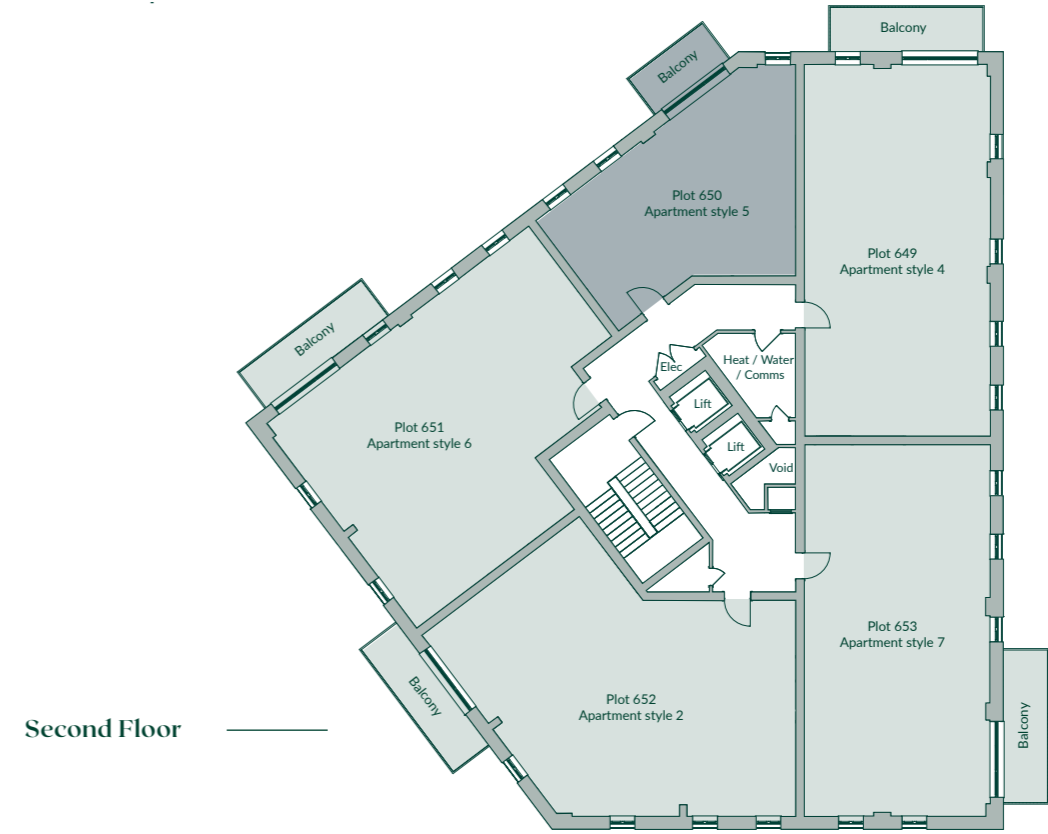 Balcony
Balcony
Plot 650
Apartment style 5
Plot 649
Apartment style 4
Balcony
Elec
Heat / Water
/ Comms
Lift
Plot 651
Apartment style 6
Lift
Void
Plot 653
Apartment style 7
Balcony
Plot 652
Apartment style 2
Second Floor
Balcony